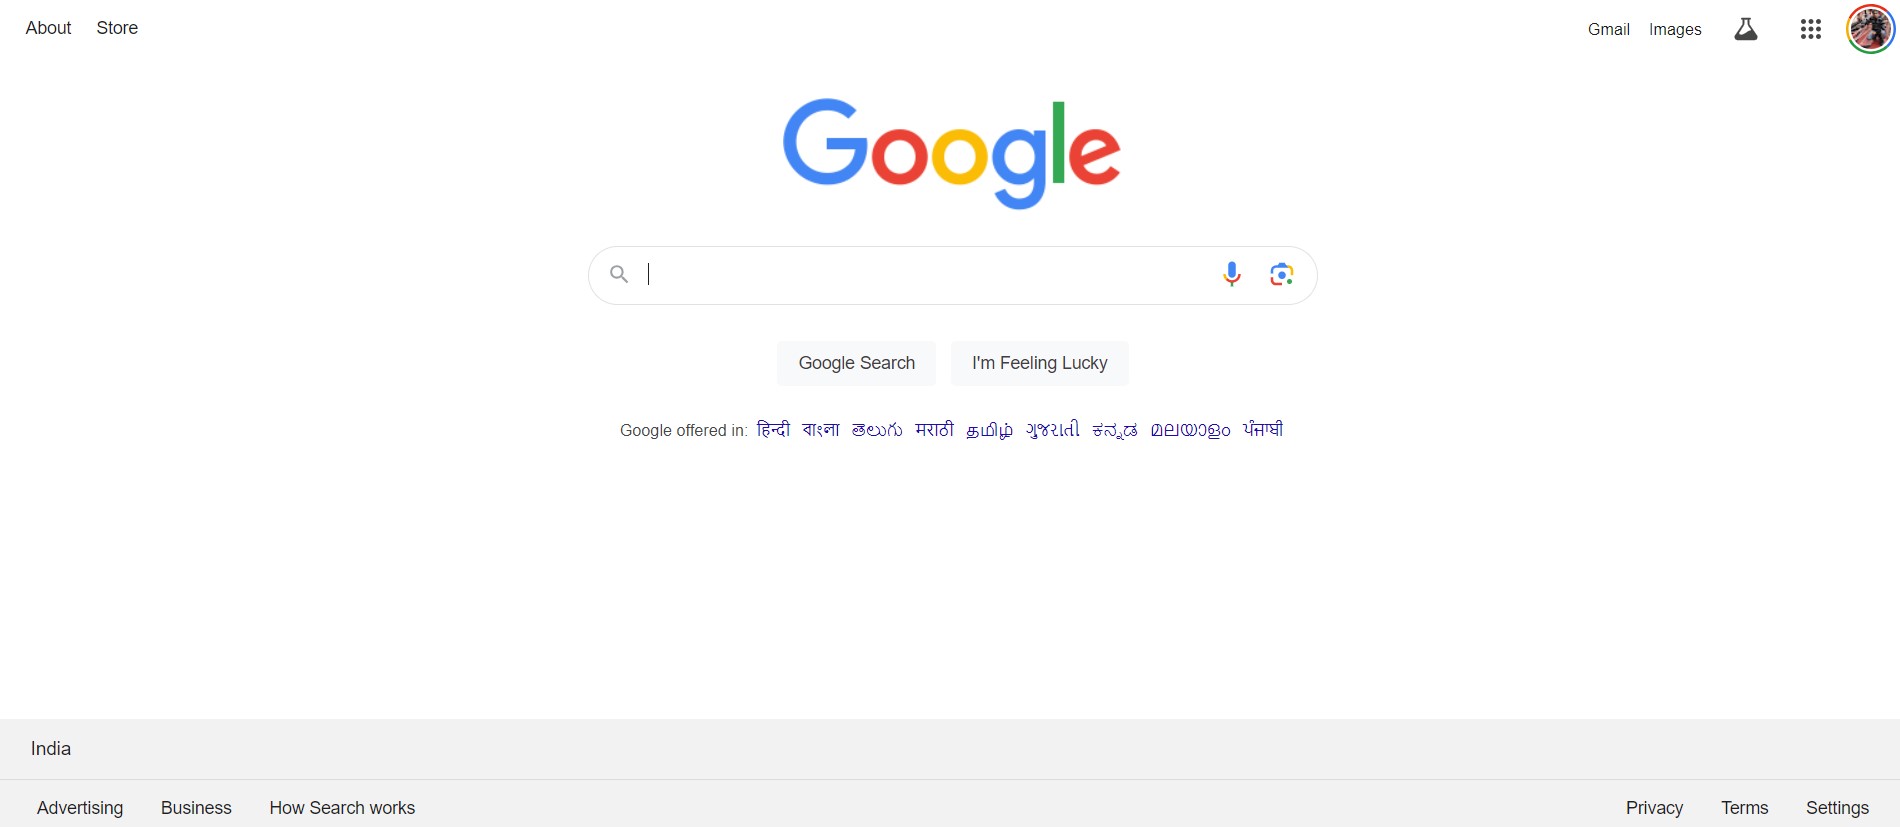 About Store Gmail Images
Google
Google Search I'm Feeling Lucky
Google offered in: हिन्दी বাংলা తెలుగు मराठी தமிழ் ગુજરાતી ಕನ್ನಡ മലയാളം ਪੰਜਾਬੀ
India
Advertising Business How Search works Privacy Terms Settings